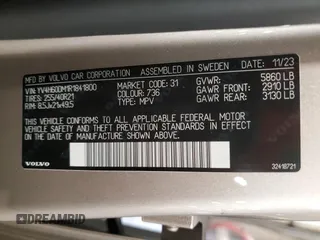 MFD BY VOLVO CAR CORPORATION ASSEMBLED IN SWEDEN DATE: 11/23
VIN: YV4H60DM1R1841800 MARKET CODE: 31 GVWR: 5860 LB
TIRES: 255/40R21 COLOUR: 736 GAWR FRONT: 2910 LB
RIM: 8.5Jx21x49.5 TYPE: MPV GAWR REAR: 3130 LB
THIS VEHICLE CONFORMS TO ALL APPLICABLE FEDERAL MOTOR
VEHICLE SAFETY AND THEFT PREVENTION STANDARDS IN EFFECT
ON THE DATE OF MANUFACTURE SHOWN ABOVE.
VOLVO
32418721
DREAMBID